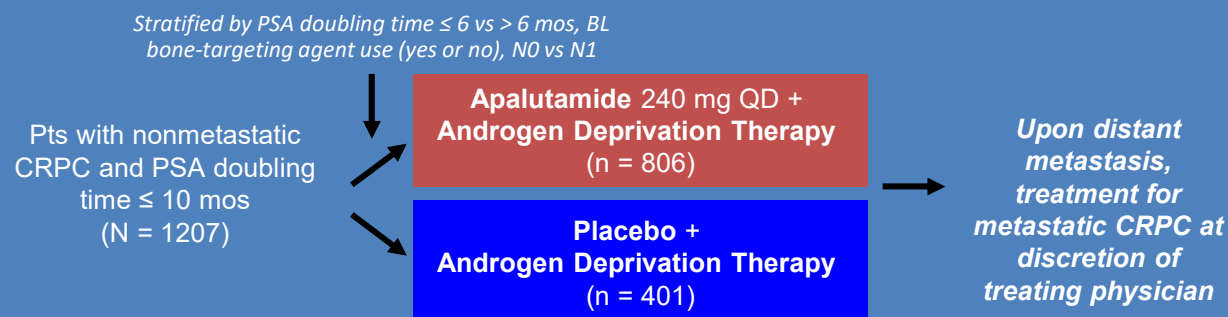 Stratified by PSA doubling time ≤ 6 vs > 6 mos, BL
bone-targeting agent use (yes or no), N0 vs N1
Pts with nonmetastatic
CRPC and PSA doubling
time ≤ 10 mos
(N = 1207)
Apalutamide 240 mg QD +
Androgen Deprivation Therapy
(n = 806)
Placebo +
Androgen Deprivation Therapy
(n = 401)
Upon distant
metastasis,
treatment for
metastatic CRPC at
discretion of
treating physician